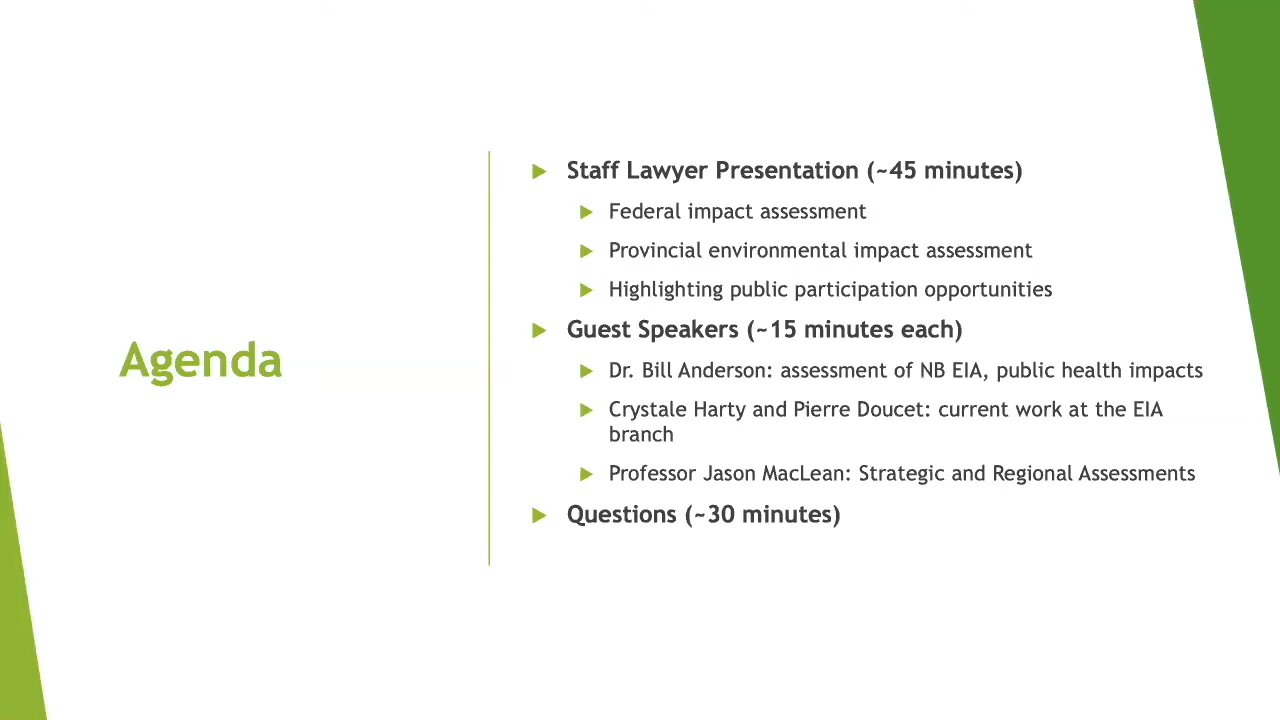 Agenda
Staff Lawyer Presentation (~45 minutes)
Federal impact assessment
Provincial environmental impact assessment
Highlighting public participation opportunities
Guest Speakers (~15 minutes each)
Dr. Bill Anderson: assessment of NB EIA, public health impacts
Crystale Harty and Pierre Doucet: current work at the EIA
branch
Professor Jason MacLean: Strategic and Regional Assessments
Questions (~30 minutes)